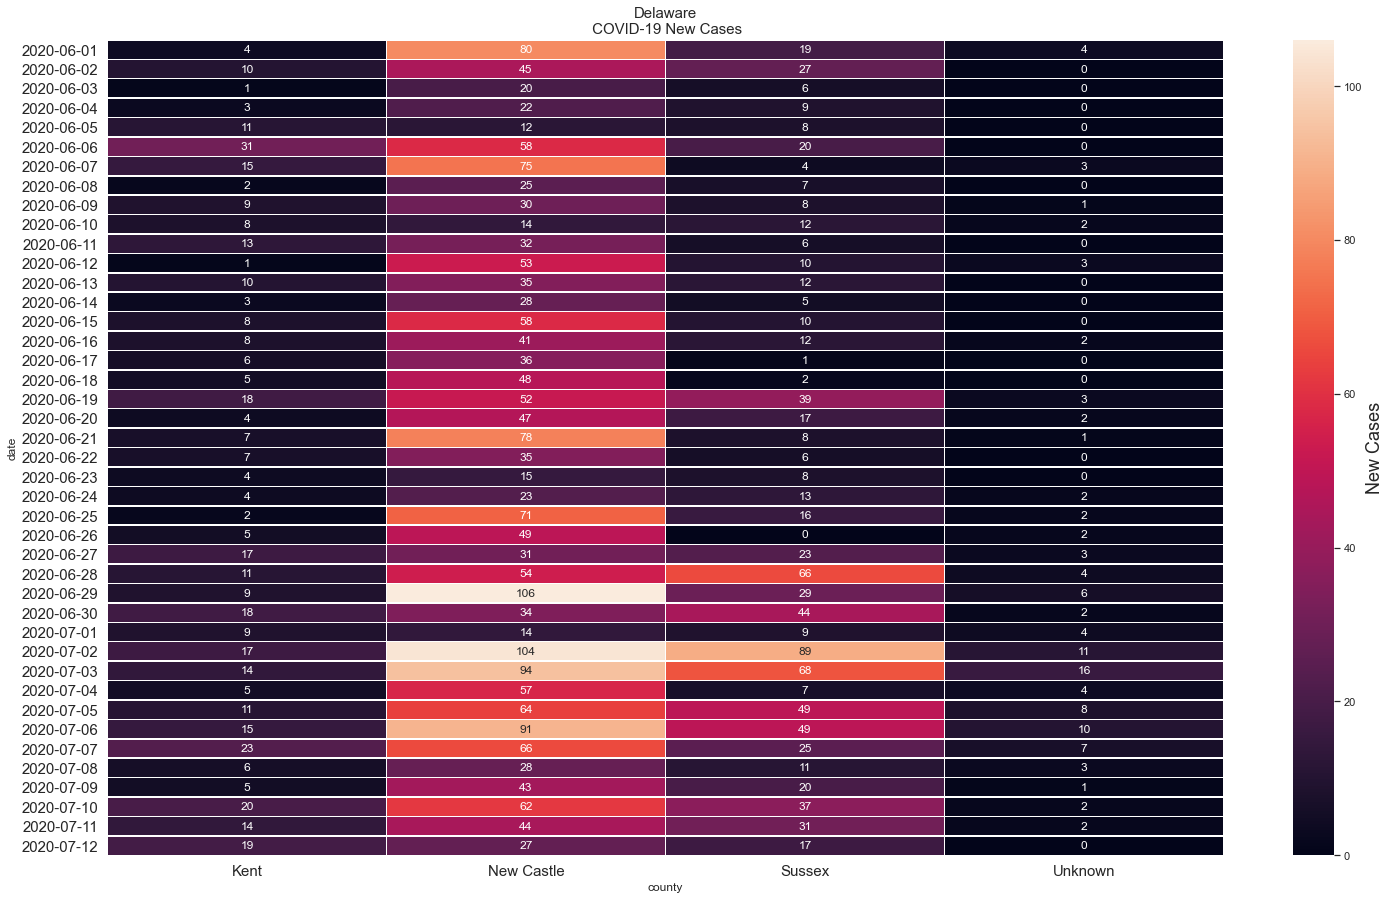 Delaware
COVID-19 New Cases
2020-06-01 4 80 19 4
2020-06-02 10 45 27 0
2020-06-03 1 20 6 0
2020-06-04 3 22 9 0
2020-06-05 11 12 8 0
2020-06-06 31 58 20 0
2020-06-07 15 75 4 3
2020-06-08 2 25 7 0
2020-06-09 9 30 8 1
2020-06-10 8 14 12 2
2020-06-11 13 32 6 0
2020-06-12 1 53 10 3
2020-06-13 10 35 12 0
2020-06-14 3 28 5 0
2020-06-15 8 58 10 0
2020-06-16 8 41 12 2
2020-06-17 6 36 1 0
2020-06-18 5 48 2 0
2020-06-19 18 52 39 3
2020-06-20 4 47 17 2
2020-06-21 7 78 8 1
2020-06-22 7 35 6 0
2020-06-23 4 15 8 0
2020-06-24 4 23 13 2
2020-06-25 2 71 16 2
2020-06-26 5 49 0 2
2020-06-27 17 31 23 3
2020-06-28 11 54 66 4
2020-06-29 9 106 29 6
2020-06-30 18 34 44 2
2020-07-01 9 14 9 4
2020-07-02 17 104 89 11
2020-07-03 14 94 68 16
2020-07-04 5 57 7 4
2020-07-05 11 64 49 8
2020-07-06 15 91 49 10
2020-07-07 23 66 25 7
2020-07-08 6 28 11 3
2020-07-09 5 43 20 1
2020-07-10 20 62 37 2
2020-07-11 14 44 31 2
2020-07-12 19 27 17 0
Kent New Castle Sussex Unknown
county
date
100
80
60
40
20
0
New Cases